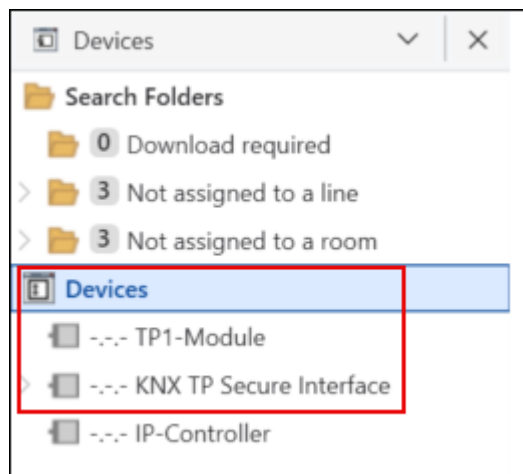 Devices
Search Folders
0 Download required
3 Not assigned to a line
3 Not assigned to a room
Devices
-.-.- TP1-Module
-.-.- KNX TP Secure Interface
-.-.- IP-Controller